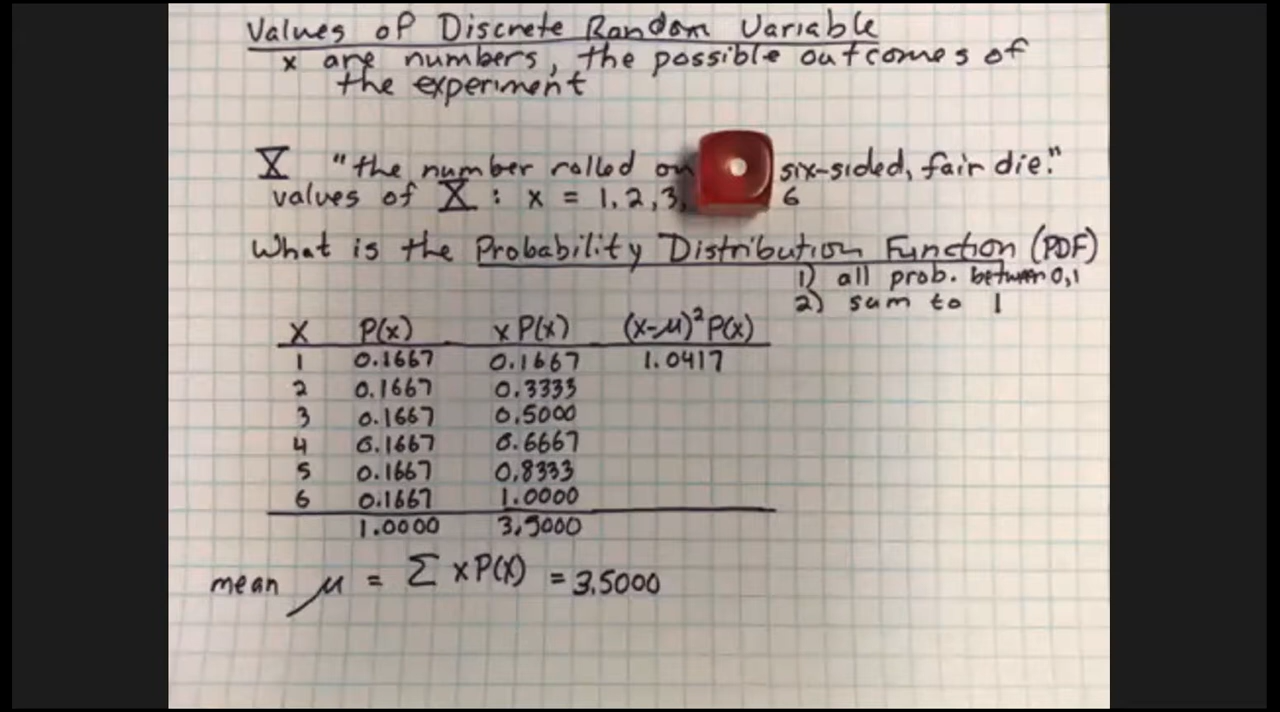 Values of Discrete Random Variable
x are numbers, the possible outcomes of
the experiment
X "the number rolled on six-sided, fair die."
values of X : x = 1, 2, 3, 6
What is the Probability Distribution Function (PDF)
1) all prob. between 0,1
2) sum to 1
X P(x) x P(x) (x-μ)²P(x)
1 0.1667 0.1667 1.0417
2 0.1667 0.3333
3 0.1667 0.5000
4 0.1667 0.6667
5 0.1667 0.8333
6 0.1667 1.0000
1.0000 3.5000
mean μ = Σ x P(x) = 3.5000